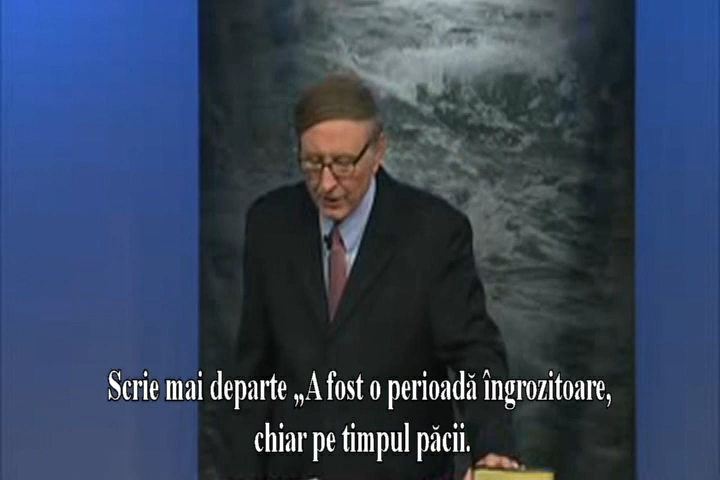 Scrie mai departe „A fost o perioadă îngrozitoare,
chiar pe timpul păcii.